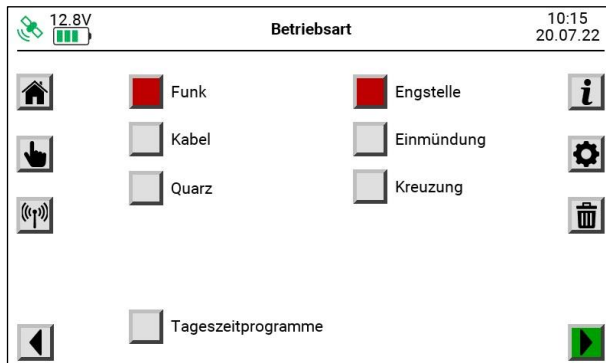 12.8V
Betriebsart
10:15
20.07.22
Funk
Engstelle
Kabel
Einmündung
Quarz
Kreuzung
Tageszeitprogramme